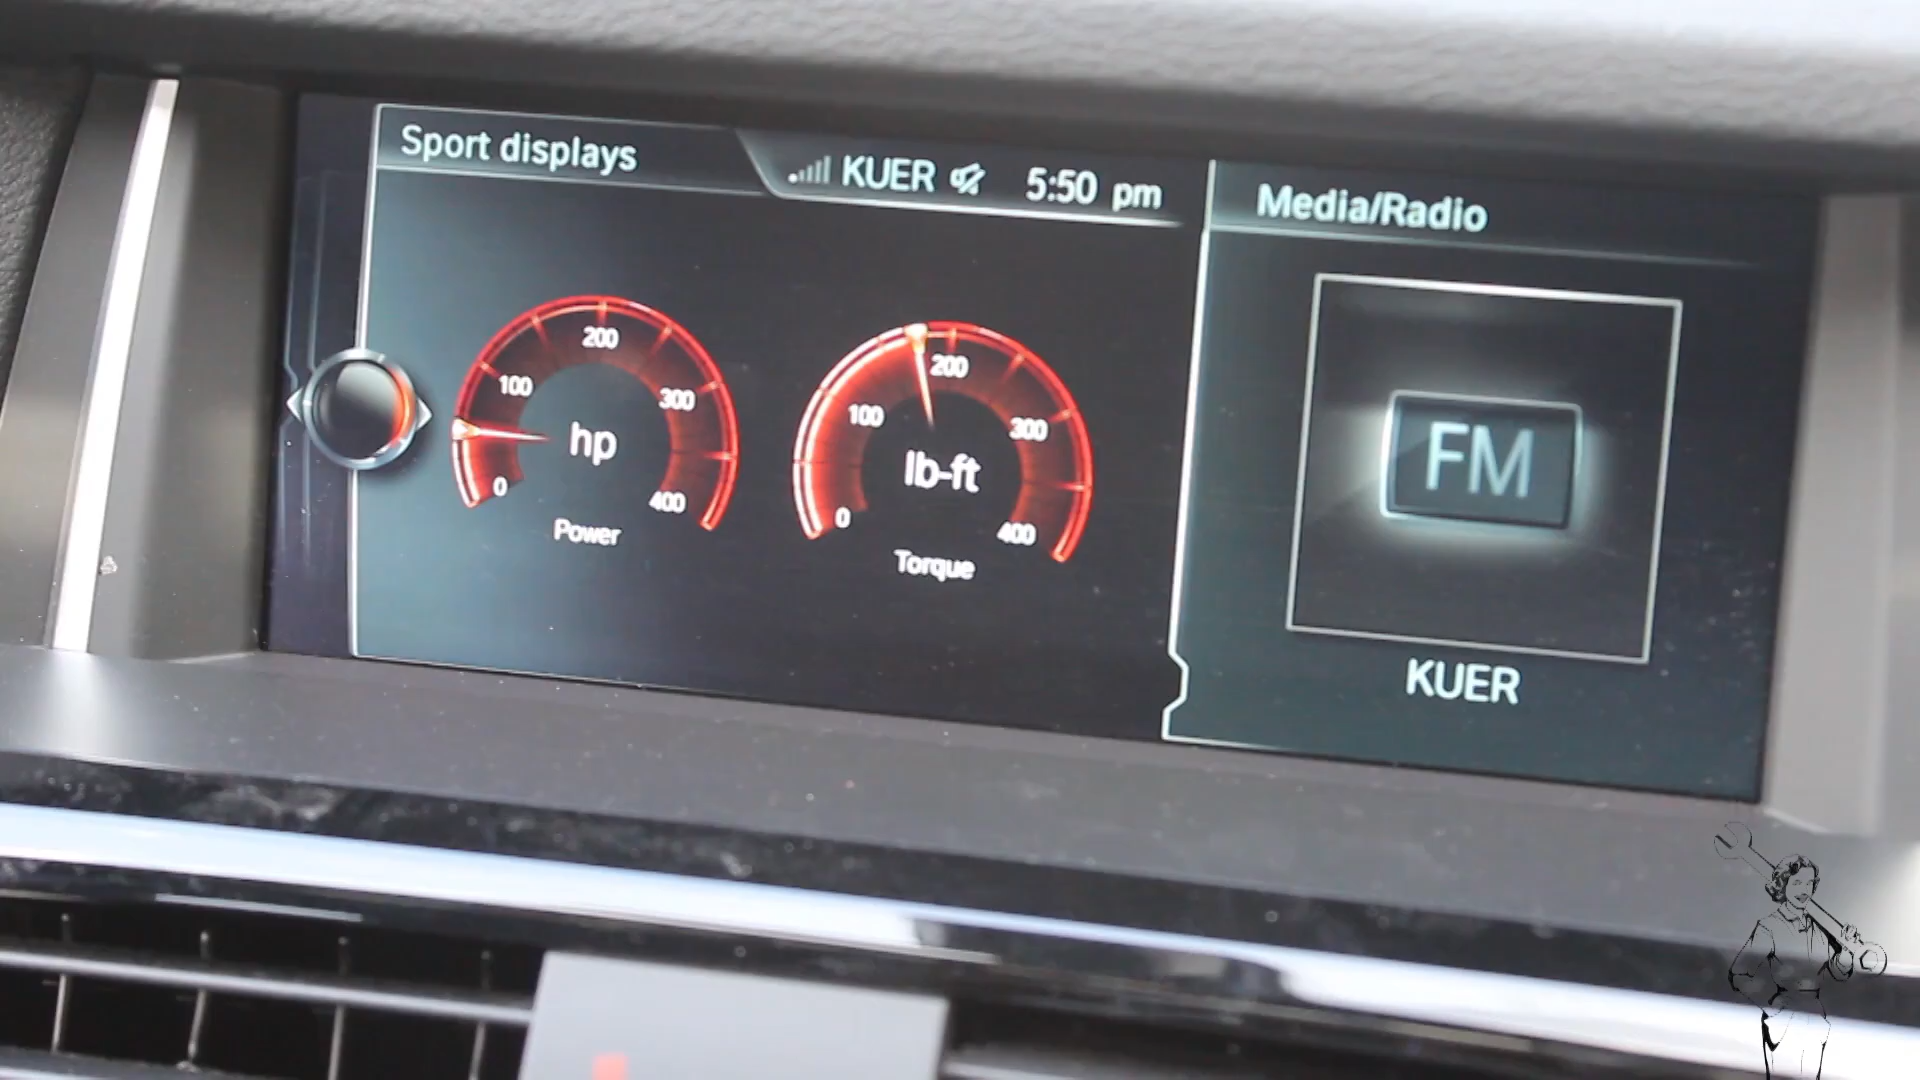 Sport displays
KUER 5:50 pm
Media/Radio
0 100 200 300 400
hp
Power
0 100 200 300 400
lb-ft
Torque
FM
KUER